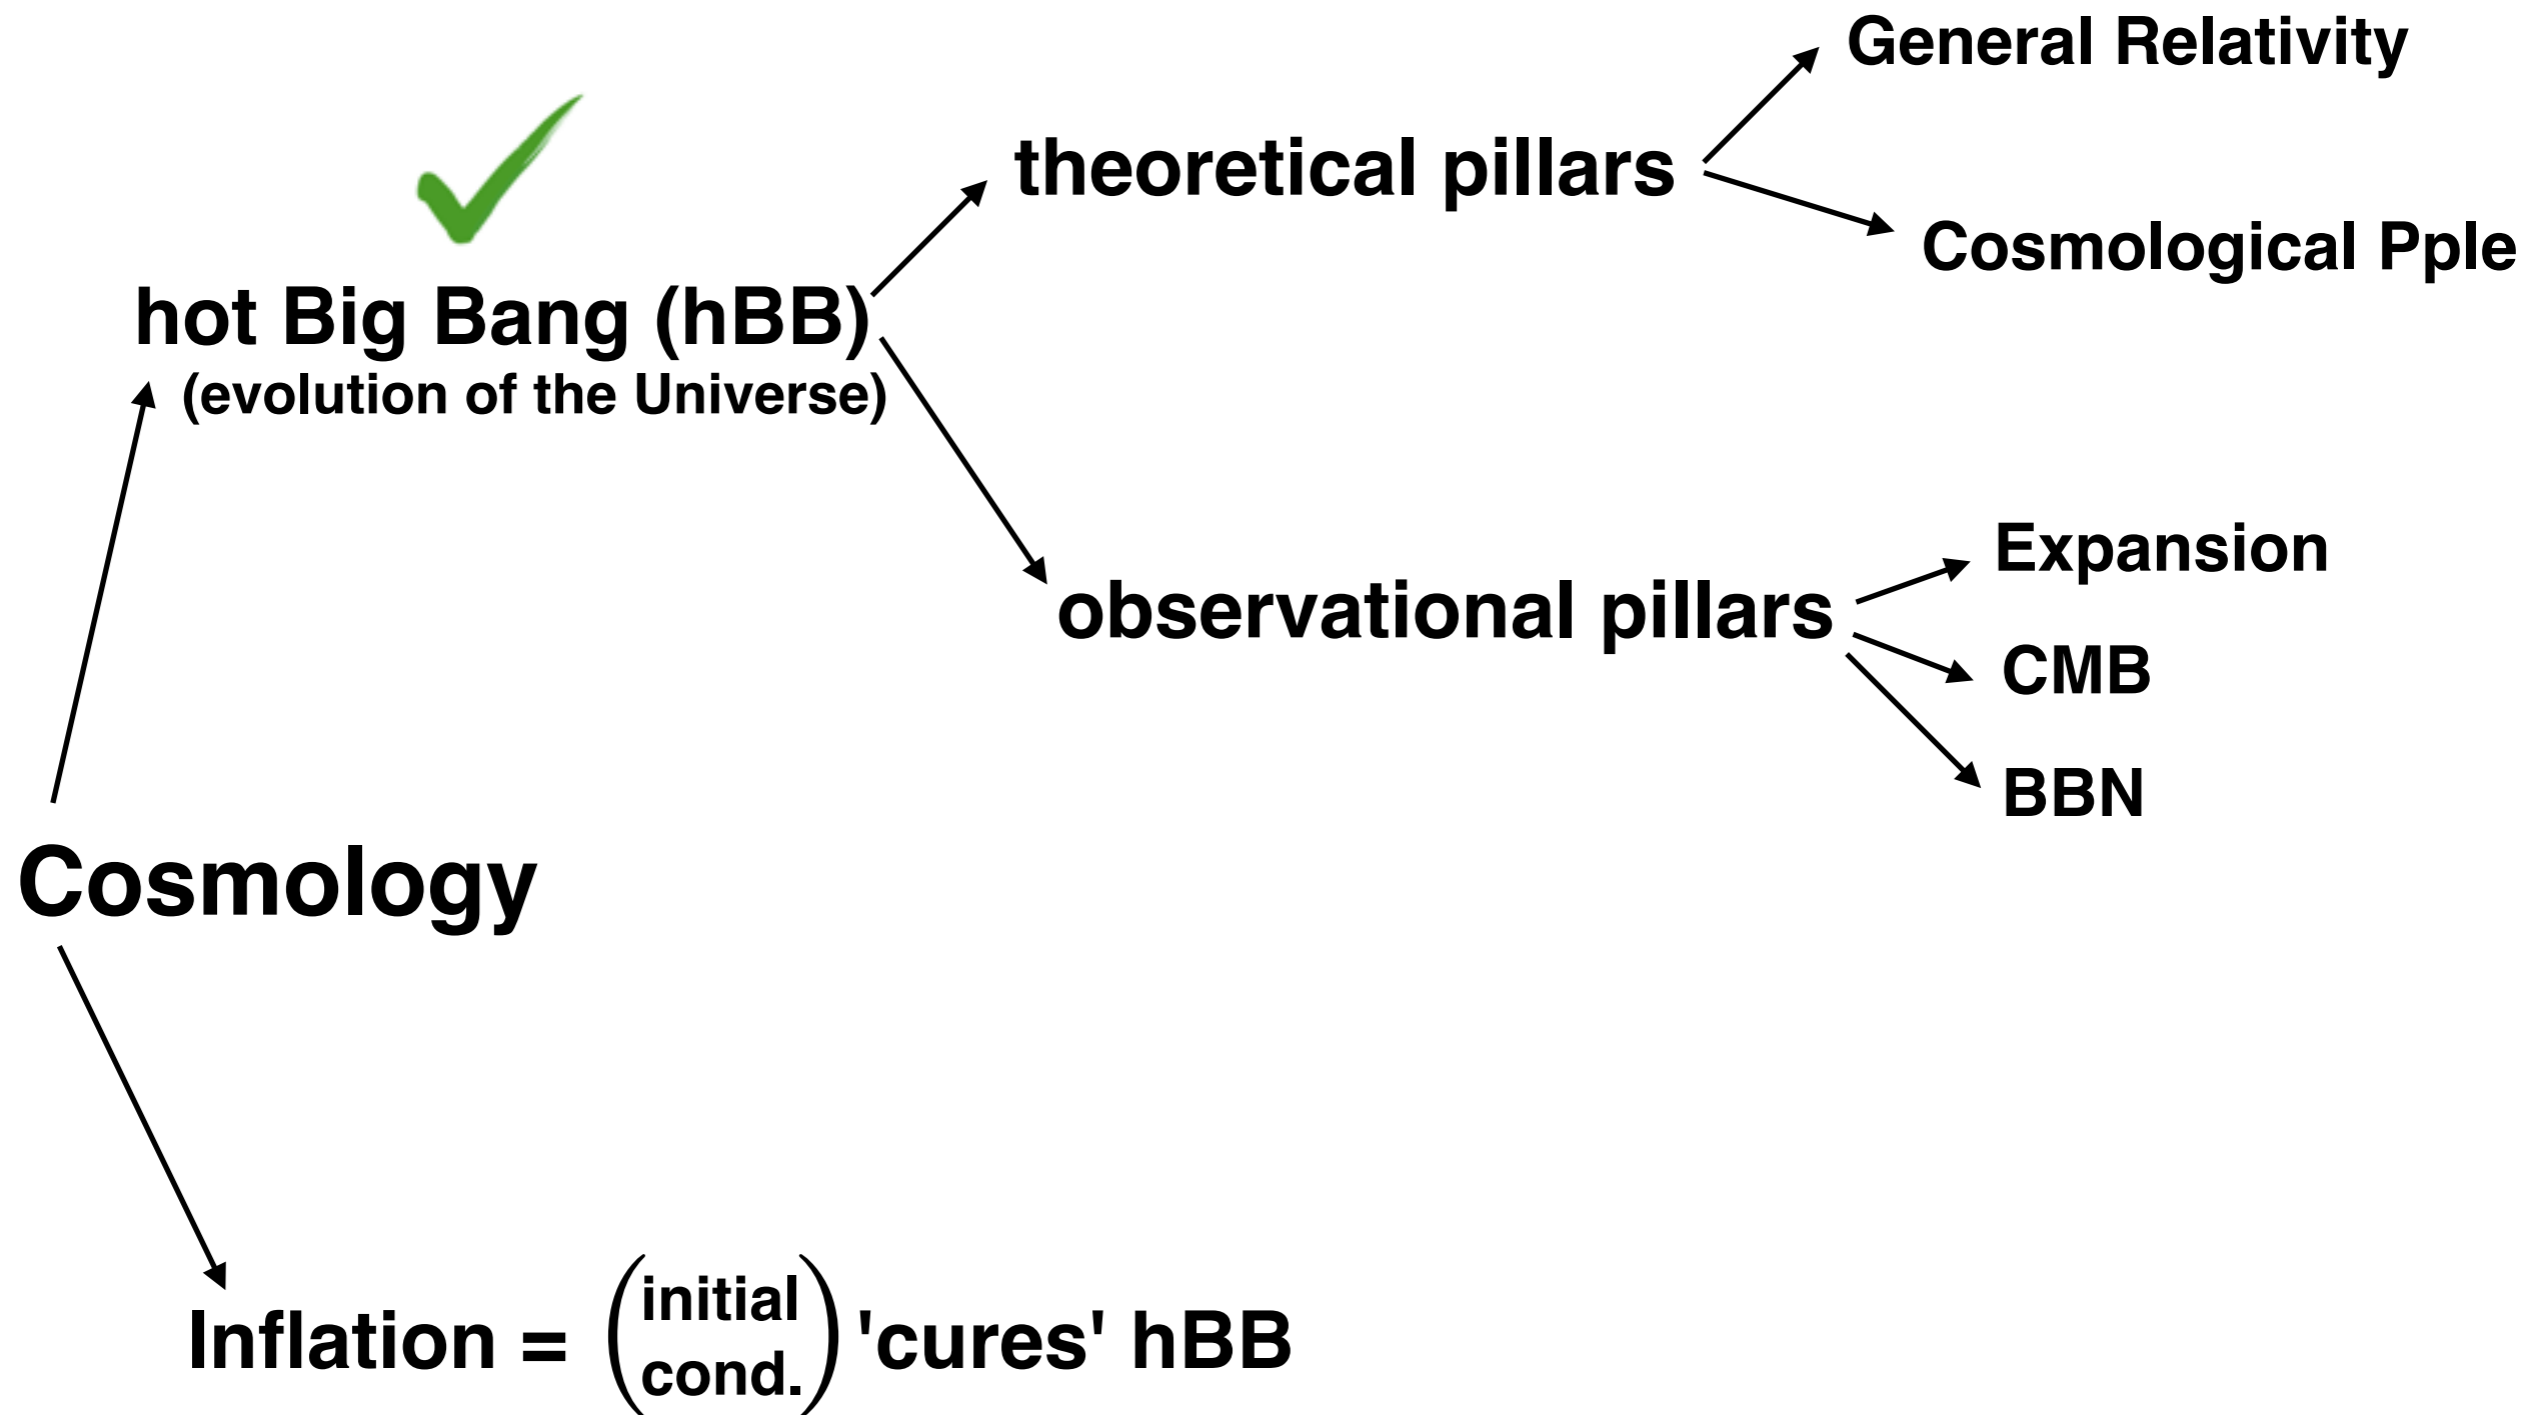 General Relativity
theoretical pillars
Cosmological Pple
hot Big Bang (hBB)
(evolution of the Universe)
Expansion
observational pillars
CMB
BBN
Cosmology
Inflation = (initial cond.) 'cures' hBB